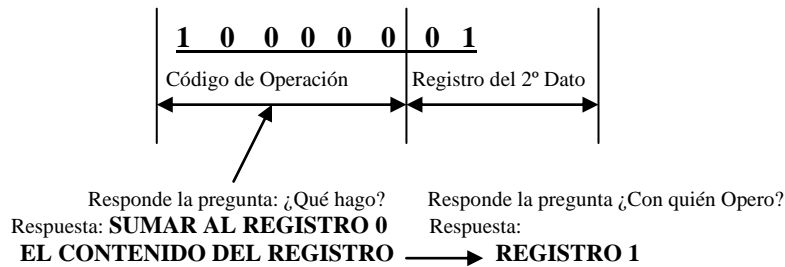 1 0 0 0 0 0 0 1
Código de Operación Registro del 2º Dato
Responde la pregunta: ¿Qué hago? Responde la pregunta ¿Con quién Opero?
Respuesta: SUMAR AL REGISTRO 0 Respuesta:
EL CONTENIDO DEL REGISTRO REGISTRO 1